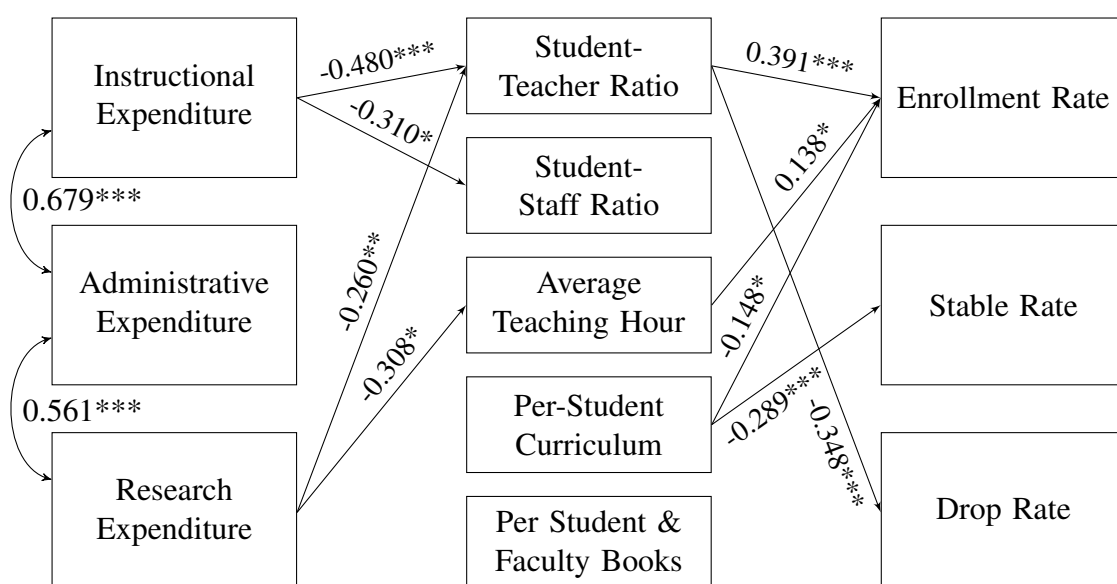 Instructional
Expenditure
Administrative
Expenditure
Research
Expenditure
0.679***
0.561***
-0.480***
-0.310*
-0.260**
-0.308*
Student-
Teacher Ratio
Student-
Staff Ratio
Average
Teaching Hour
Per-Student
Curriculum
Per Student &
Faculty Books
0.391***
0.138*
-0.148*
-0.289***
-0.348***
Enrollment Rate
Stable Rate
Drop Rate